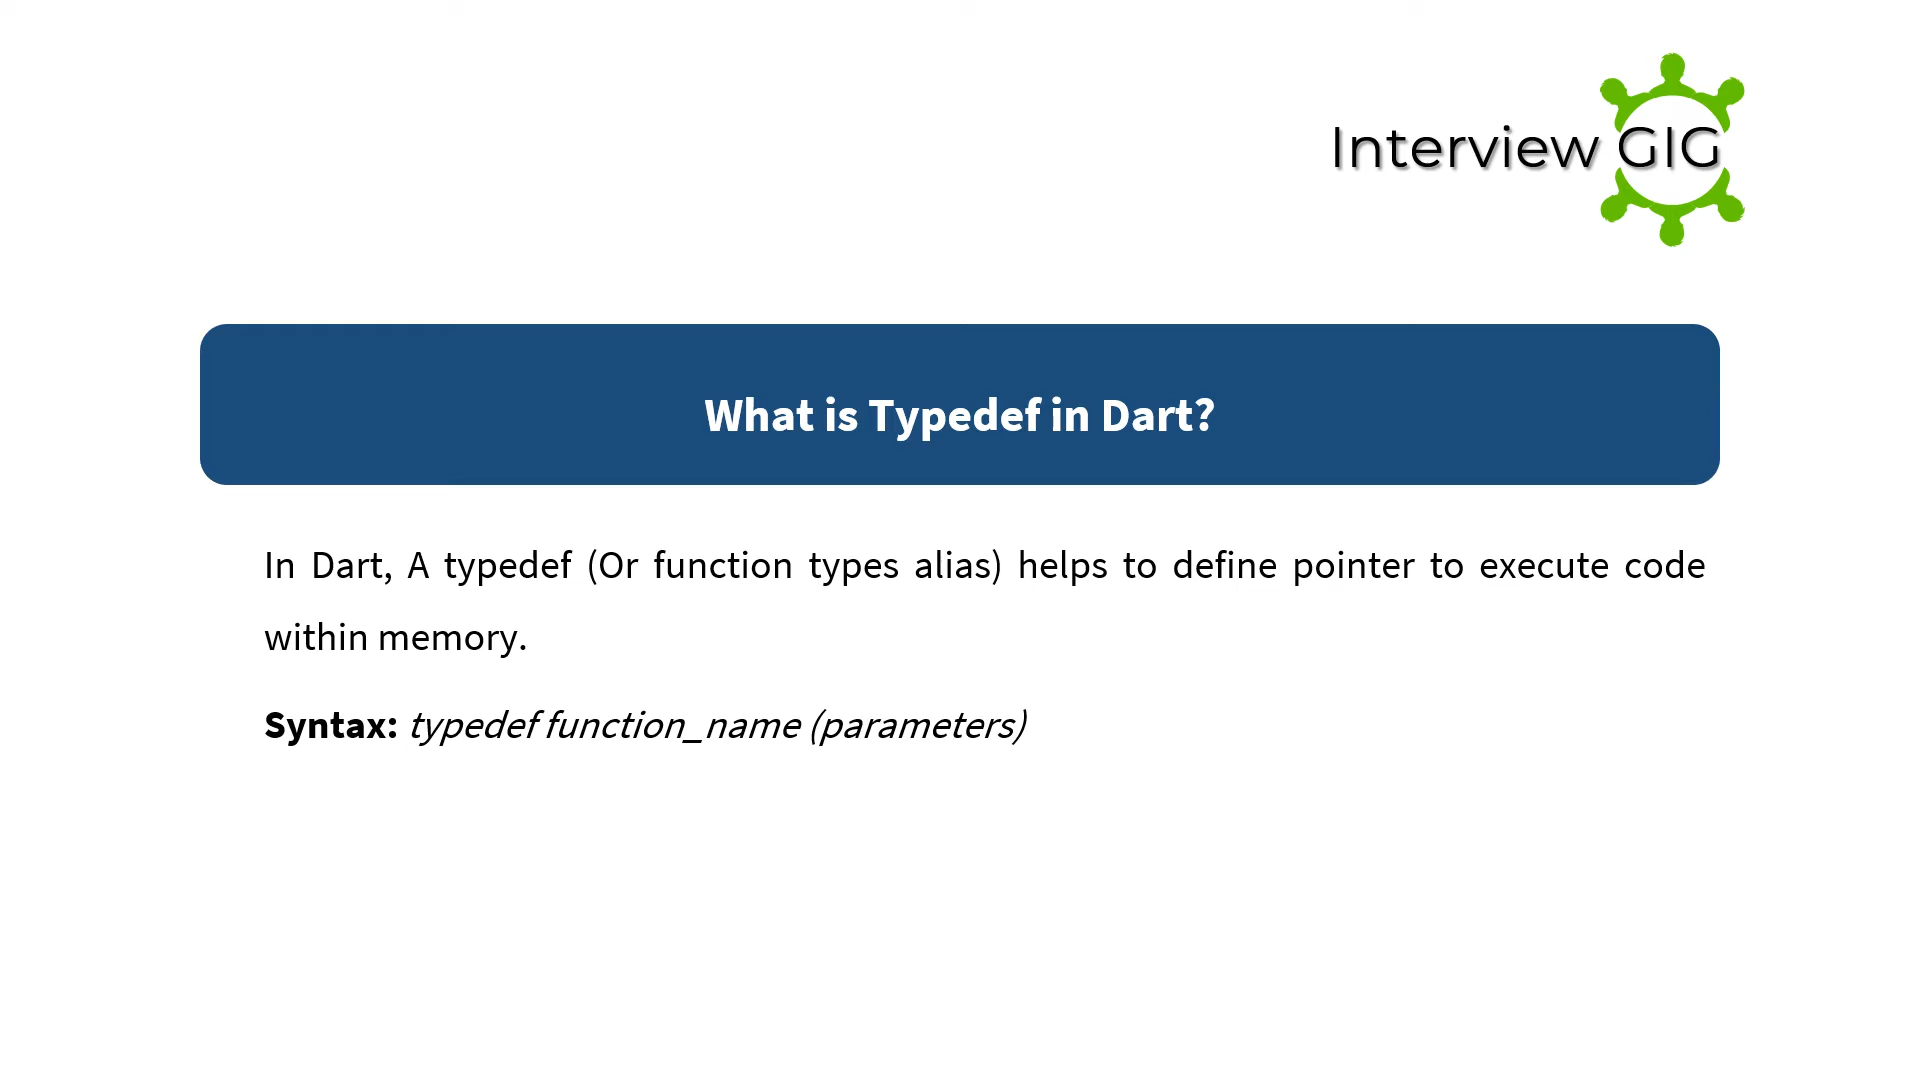 Interview GIG
What is Typedef in Dart?
In Dart, A typedef (Or function types alias) helps to define pointer to execute code
within memory.
Syntax: typedef function_name (parameters)